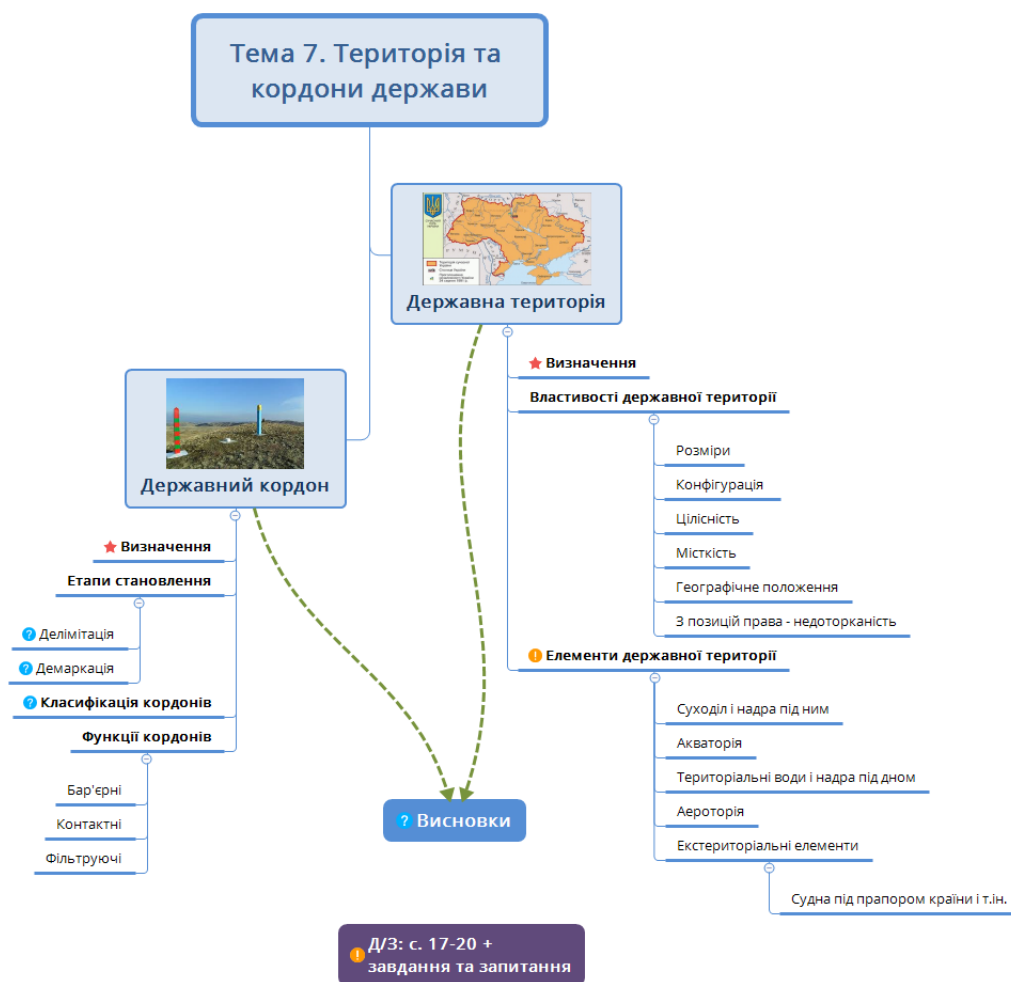 Тема 7. Територія та
кордони держави
Державна територія
Визначення
Властивості державної території
Розміри
Конфігурація
Цілісність
Місткість
Географічне положення
З позицій права - недоторканість
Елементи державної території
Суходіл і надра під ним
Акваторія
Територіальні води і надра під дном
Аероторія
Екстериторіальні елементи
Судна під прапором країни і т.ін.
Державний кордон
Визначення
Етапи становлення
Делімітація
Демаркація
Класифікація кордонів
Функції кордонів
Бар'єрні
Контактні
Фільтруючі
Висновки
Д/З: с. 17-20 +
завдання та запитання